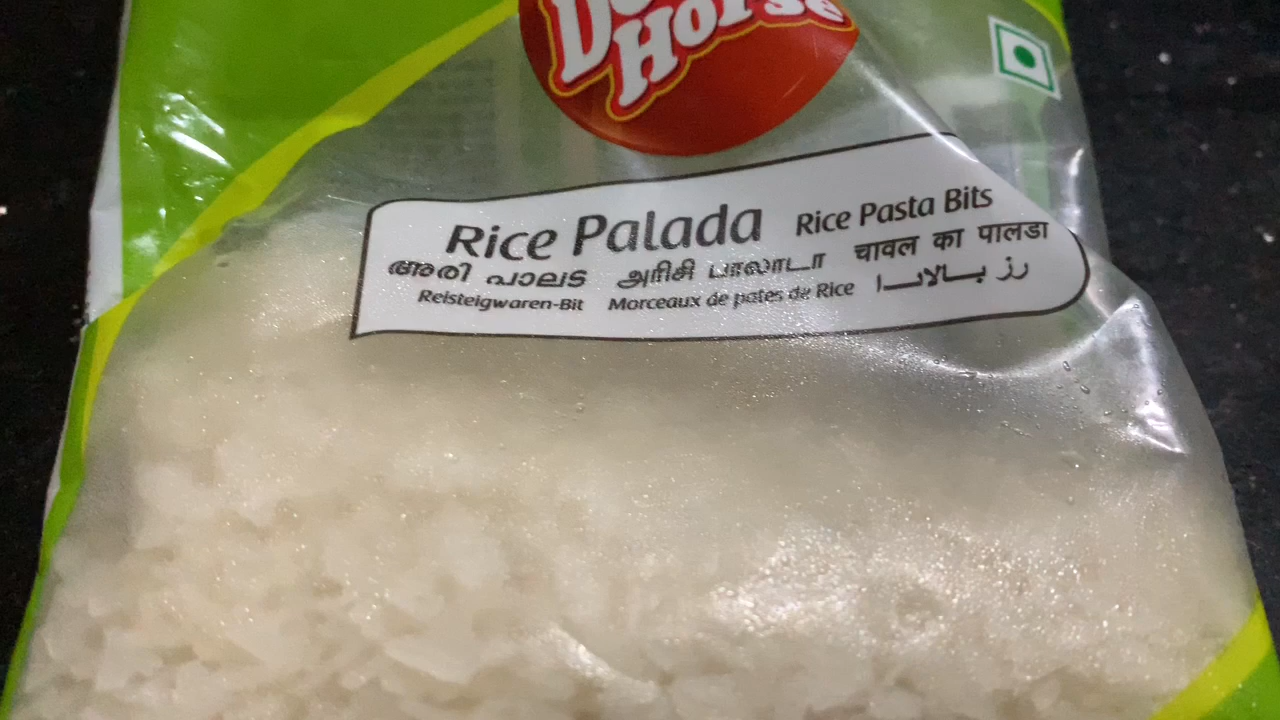 Horse
Rice Palada Rice Pasta Bits
അരി പാലട அரிசி பாலாடா चावल का पालडा
Reisteigwaren-Bit Morceaux de pates de Rice رز بالادا